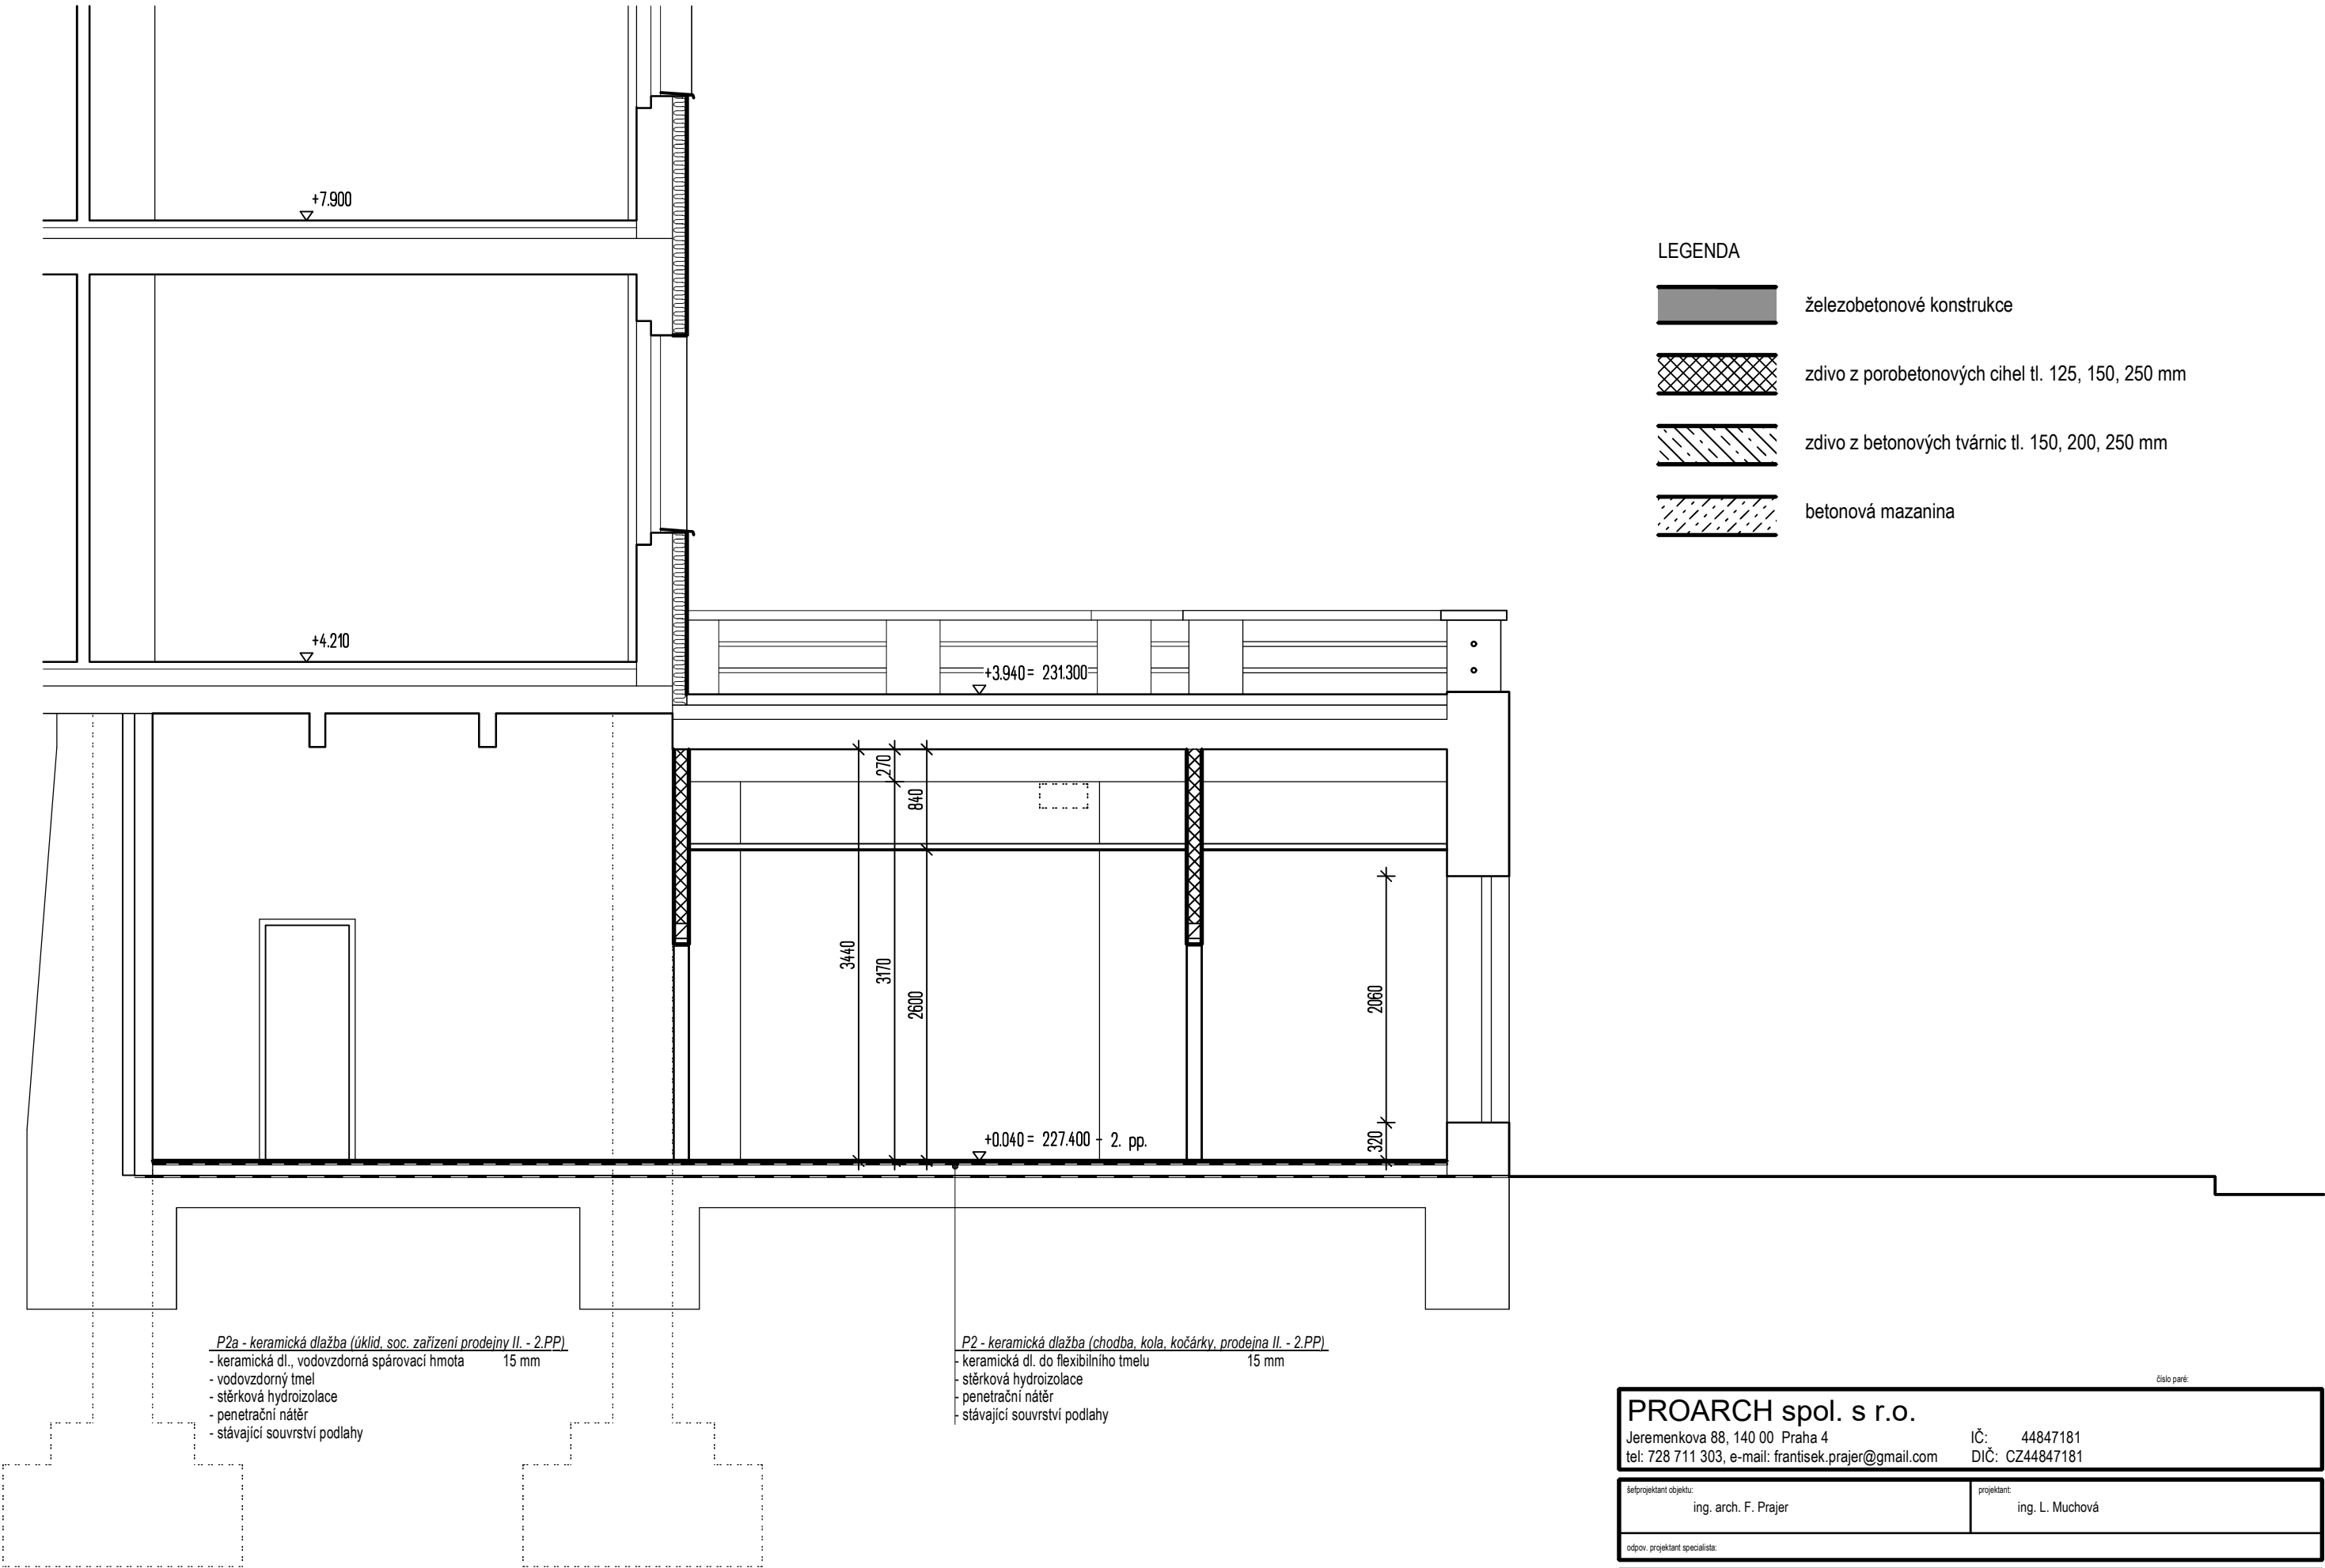 +7.900
LEGENDA
železobetonové konstrukce
zdivo z porobetonových cihel tl. 125, 150, 250 mm
zdivo z betonových tvárnic tl. 150, 200, 250 mm
betonová mazanina
+4.210
+3.940 = 231.300
270
840
3440
3170
2600
2060
320
+0.040 = 227.400 - 2. pp.
P2a - keramická dlažba (úklid, soc. zařízení prodejny II. - 2.PP)
- keramická dl., vodovzdorná spárovací hmota 15 mm
- vodovzdorný tmel
- stěrková hydroizolace
- penetrační nátěr
- stávající souvrství podlahy
P2 - keramická dlažba (chodba, kola, kočárky, prodejna II. - 2.PP)
- keramická dl. do flexibilního tmelu 15 mm
- stěrková hydroizolace
- penetrační nátěr
- stávající souvrství podlahy
číslo paré:
PROARCH spol. s r.o.
Jeremenkova 88, 140 00 Praha 4 IČ: 44847181
tel: 728 711 303, e-mail: frantisek.prajer@gmail.com DIČ: CZ44847181
šéfprojektant objektu:
ing. arch. F. Prajer
projektant:
ing. L. Muchová
odpov. projektant specialista: